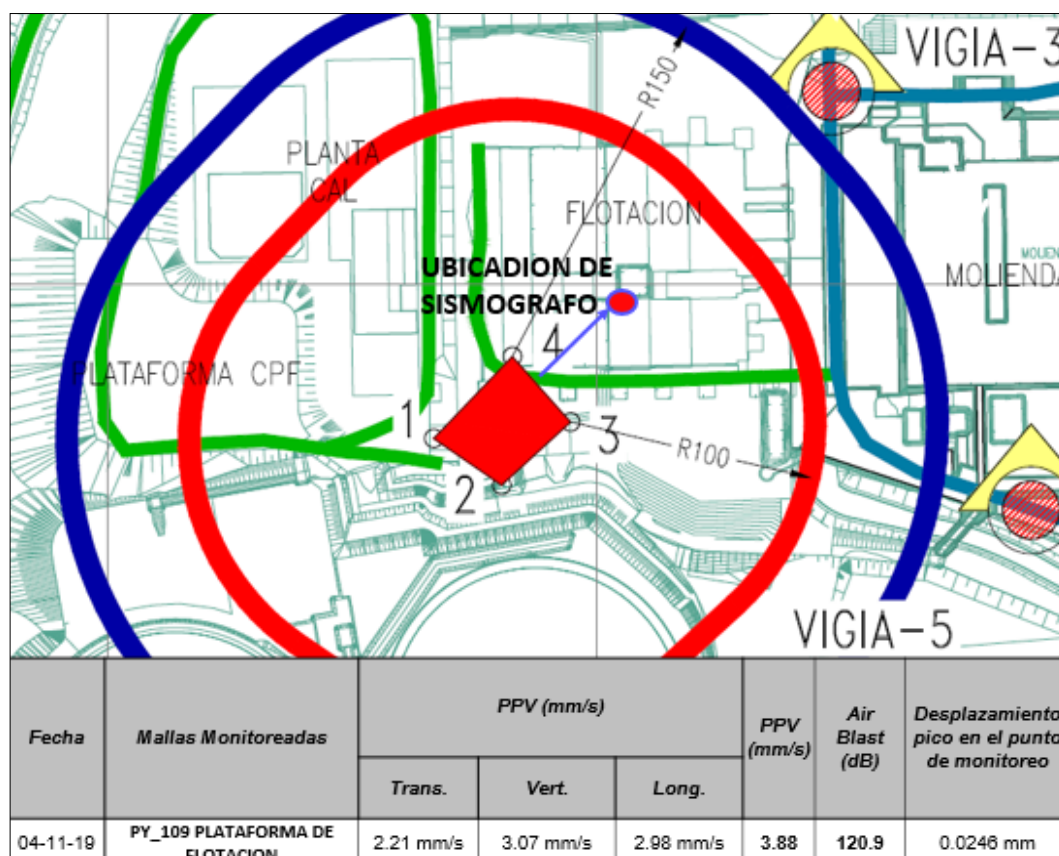 VIGIA-3
R150
PLANTA
CAL
FLOTACION
UBICADION DE
SISMOGRAFO
MOLIENDA
4
PLATAFORMA CPF
1
3
R100
2
VIGIA-5
Fecha
Mallas Monitoreadas
PPV (mm/s)
Trans.
Vert.
Long.
PPV
(mm/s)
Air
Blast
(dB)
Desplazamiento
pico en el punto
de monitoreo
04-11-19
PY_109 PLATAFORMA DE
FLOTACION
2.21 mm/s
3.07 mm/s
2.98 mm/s
3.88
120.9
0.0246 mm